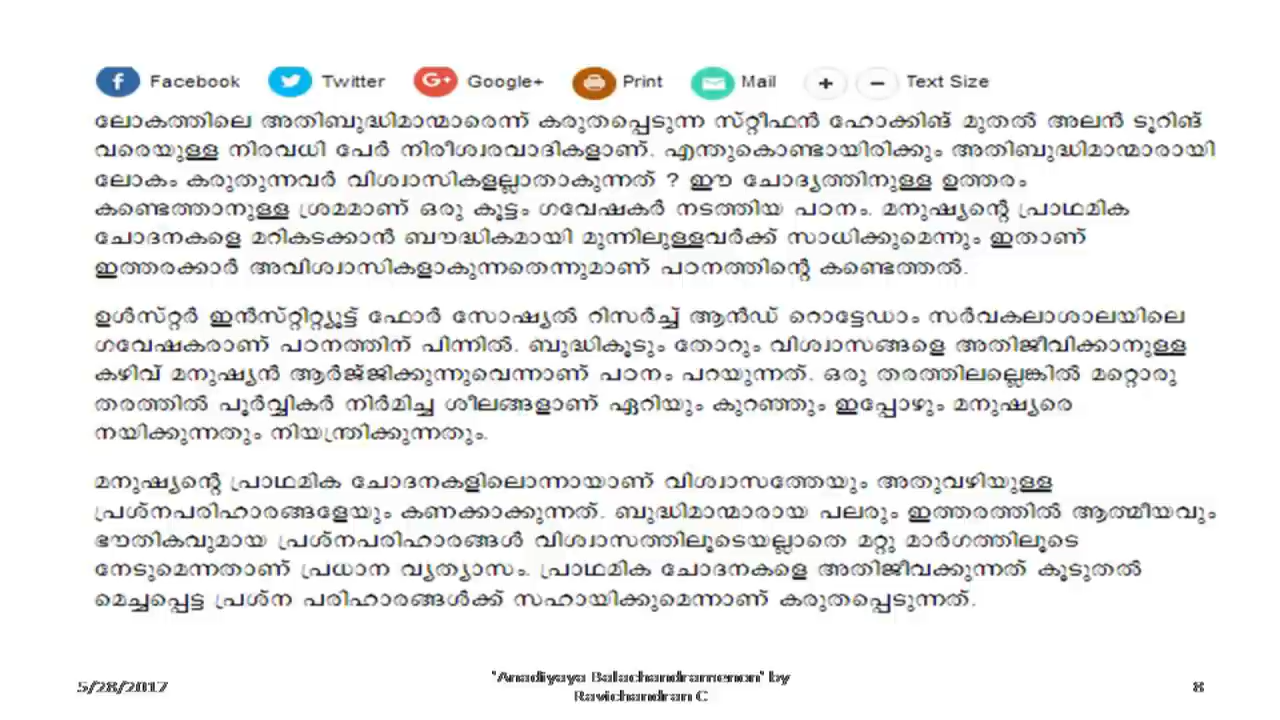 Facebook Twitter Google+ Print Mail + − Text Size
ലോകത്തിലെ അതിബുദ്ധിമാന്മാരെന്ന് കരുതപ്പെടുന്ന സ്റ്റീഫൻ ഹോക്കിങ് മുതൽ അലൻ ടൂറിങ്
വരെയുള്ള നിരവധി പേർ നിരീശ്വരവാദികളാണ്. എന്തുകൊണ്ടായിരിക്കും അതിബുദ്ധിമാന്മാരായി
ലോകം കരുതുന്നവർ വിശ്വാസികളല്ലാതാകുന്നത് ? ഈ ചോദ്യത്തിനുള്ള ഉത്തരം
കണ്ടെത്താനുള്ള ശ്രമമാണ് ഒരു കൂട്ടം ഗവേഷകർ നടത്തിയ പഠനം. മനുഷ്യന്റെ പ്രാഥമിക
ചോദനകളെ മറികടക്കാൻ ബൗദ്ധികമായി മുന്നിലുള്ളവർക്ക് സാധിക്കുമെന്നും ഇതാണ്
ഇത്തരക്കാർ അവിശ്വാസികളാകുന്നതെന്നുമാണ് പഠനത്തിന്റെ കണ്ടെത്തൽ.
ഉൾസ്റ്റർ ഇൻസ്റ്റിറ്റ്യൂട്ട് ഫോർ സോഷ്യൽ റിസർച്ച് ആൻഡ് റൊട്ടേഡാം സർവകലാശാലയിലെ
ഗവേഷകരാണ് പഠനത്തിന് പിന്നിൽ. ബുദ്ധികൂടും തോറും വിശ്വാസങ്ങളെ അതിജീവിക്കാനുള്ള
കഴിവ് മനുഷ്യൻ ആർജ്ജിക്കുന്നുവെന്നാണ് പഠനം പറയുന്നത്. ഒരു തരത്തിലല്ലെങ്കിൽ മറ്റൊരു
തരത്തിൽ പൂർവ്വികർ നിർമിച്ച ശീലങ്ങളാണ് ഏറിയും കുറഞ്ഞും ഇപ്പോഴും മനുഷ്യരെ
നയിക്കുന്നതും നിയന്ത്രിക്കുന്നതും.
മനുഷ്യന്റെ പ്രാഥമിക ചോദനകളിലൊന്നായാണ് വിശ്വാസത്തേയും അതുവഴിയുള്ള
പ്രശ്നപരിഹാരങ്ങളേയും കണക്കാക്കുന്നത്. ബുദ്ധിമാന്മാരായ പലരും ഇത്തരത്തിൽ ആത്മീയവും
ഭൗതികവുമായ പ്രശ്നപരിഹാരങ്ങൾ വിശ്വാസത്തിലൂടെയല്ലാതെ മറ്റു മാർഗത്തിലൂടെ
നേടുമെന്നതാണ് പ്രധാന വ്യത്യാസം. പ്രാഥമിക ചോദനകളെ അതിജീവക്കുന്നത് കൂടുതൽ
മെച്ചപ്പെട്ട പ്രശ്ന പരിഹാരങ്ങൾക്ക് സഹായിക്കുമെന്നാണ് കരുതപ്പെടുന്നത്.
5/28/2017
'Anadiyaya Balachandramenon' by
Ravichandran C
8